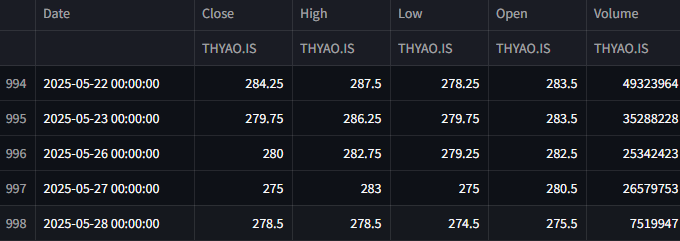 Date Close High Low Open Volume
THYAO.IS THYAO.IS THYAO.IS THYAO.IS THYAO.IS
994 2025-05-22 00:00:00 284.25 287.5 278.25 283.5 49323964
995 2025-05-23 00:00:00 279.75 286.25 279.75 283.5 35288228
996 2025-05-26 00:00:00 280 282.75 279.25 282.5 25342423
997 2025-05-27 00:00:00 275 283 275 280.5 26579753
998 2025-05-28 00:00:00 278.5 278.5 274.5 275.5 7519947